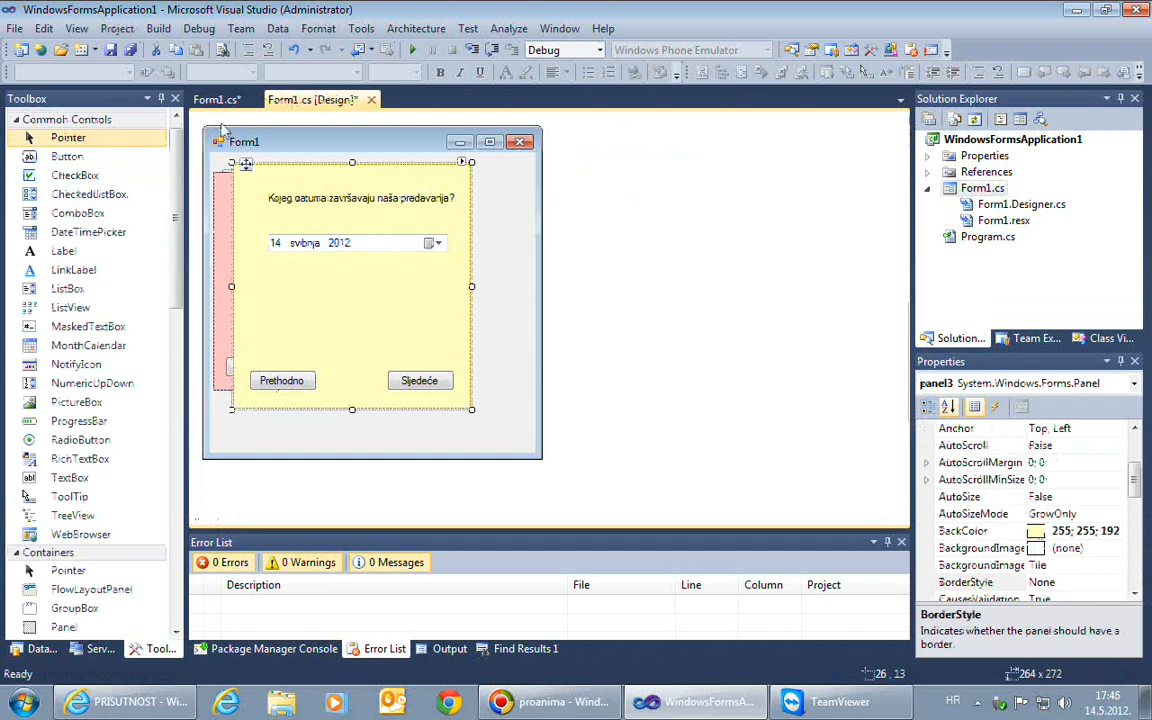 WindowsFormsApplication1 - Microsoft Visual Studio (Administrator)
File Edit View Project Build Debug Team Data Format Tools Architecture Test Analyze Window Help
Debug Windows Phone Emulator
Toolbox
Form1.cs* Form1.cs [Design]*
Solution Explorer
Common Controls
Pointer
Button
CheckBox
CheckedListBox
ComboBox
DateTimePicker
Label
LinkLabel
ListBox
ListView
MaskedTextBox
MonthCalendar
NotifyIcon
NumericUpDown
PictureBox
ProgressBar
RadioButton
RichTextBox
TextBox
ToolTip
TreeView
WebBrowser
Containers
Pointer
FlowLayoutPanel
GroupBox
Panel
Data... Serv... Tool...
Form1
Kojeg datuma završavaju naša predavanja?
14 svibnja 2012
Prethodno Sljedeće
Error List
0 Errors 0 Warnings 0 Messages
Description File Line Column Project
Package Manager Console Error List Output Find Results 1
WindowsFormsApplication1
Properties
References
Form1.cs
Form1.Designer.cs
Form1.resx
Program.cs
Solution... Team Ex... Class Vi...
Properties
panel3 System.Windows.Forms.Panel
Anchor Top, Left
AutoScroll False
AutoScrollMargin 0; 0
AutoScrollMinSize 0; 0
AutoSize False
AutoSizeMode GrowOnly
BackColor 255; 255; 192
BackgroundImage (none)
BackgroundImage Tile
BorderStyle None
CausesValidation True
BorderStyle
Indicates whether the panel should have a border.
Ready 26 , 13 264 x 272
PRISUTNOST - Wi... proanima - Wind... WindowsFormsA... TeamViewer HR 17:46
14.5.2012.